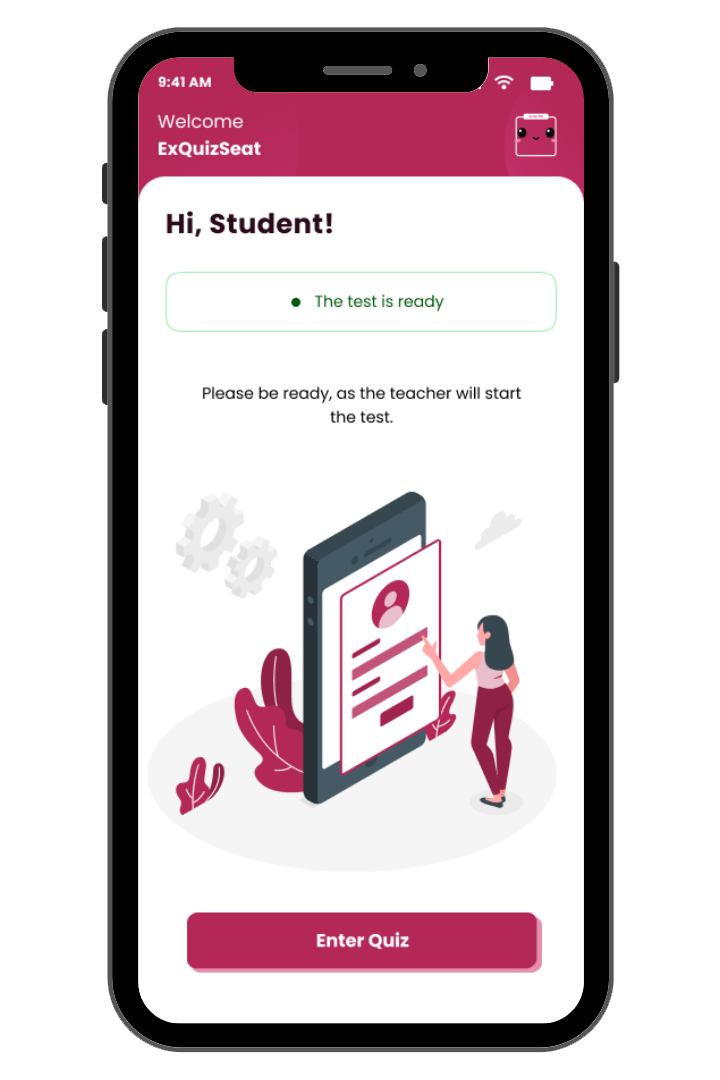 9:41 AM
Welcome
ExQuizSeat
Hi, Student!
The test is ready
Please be ready, as the teacher will start
the test.
Enter Quiz